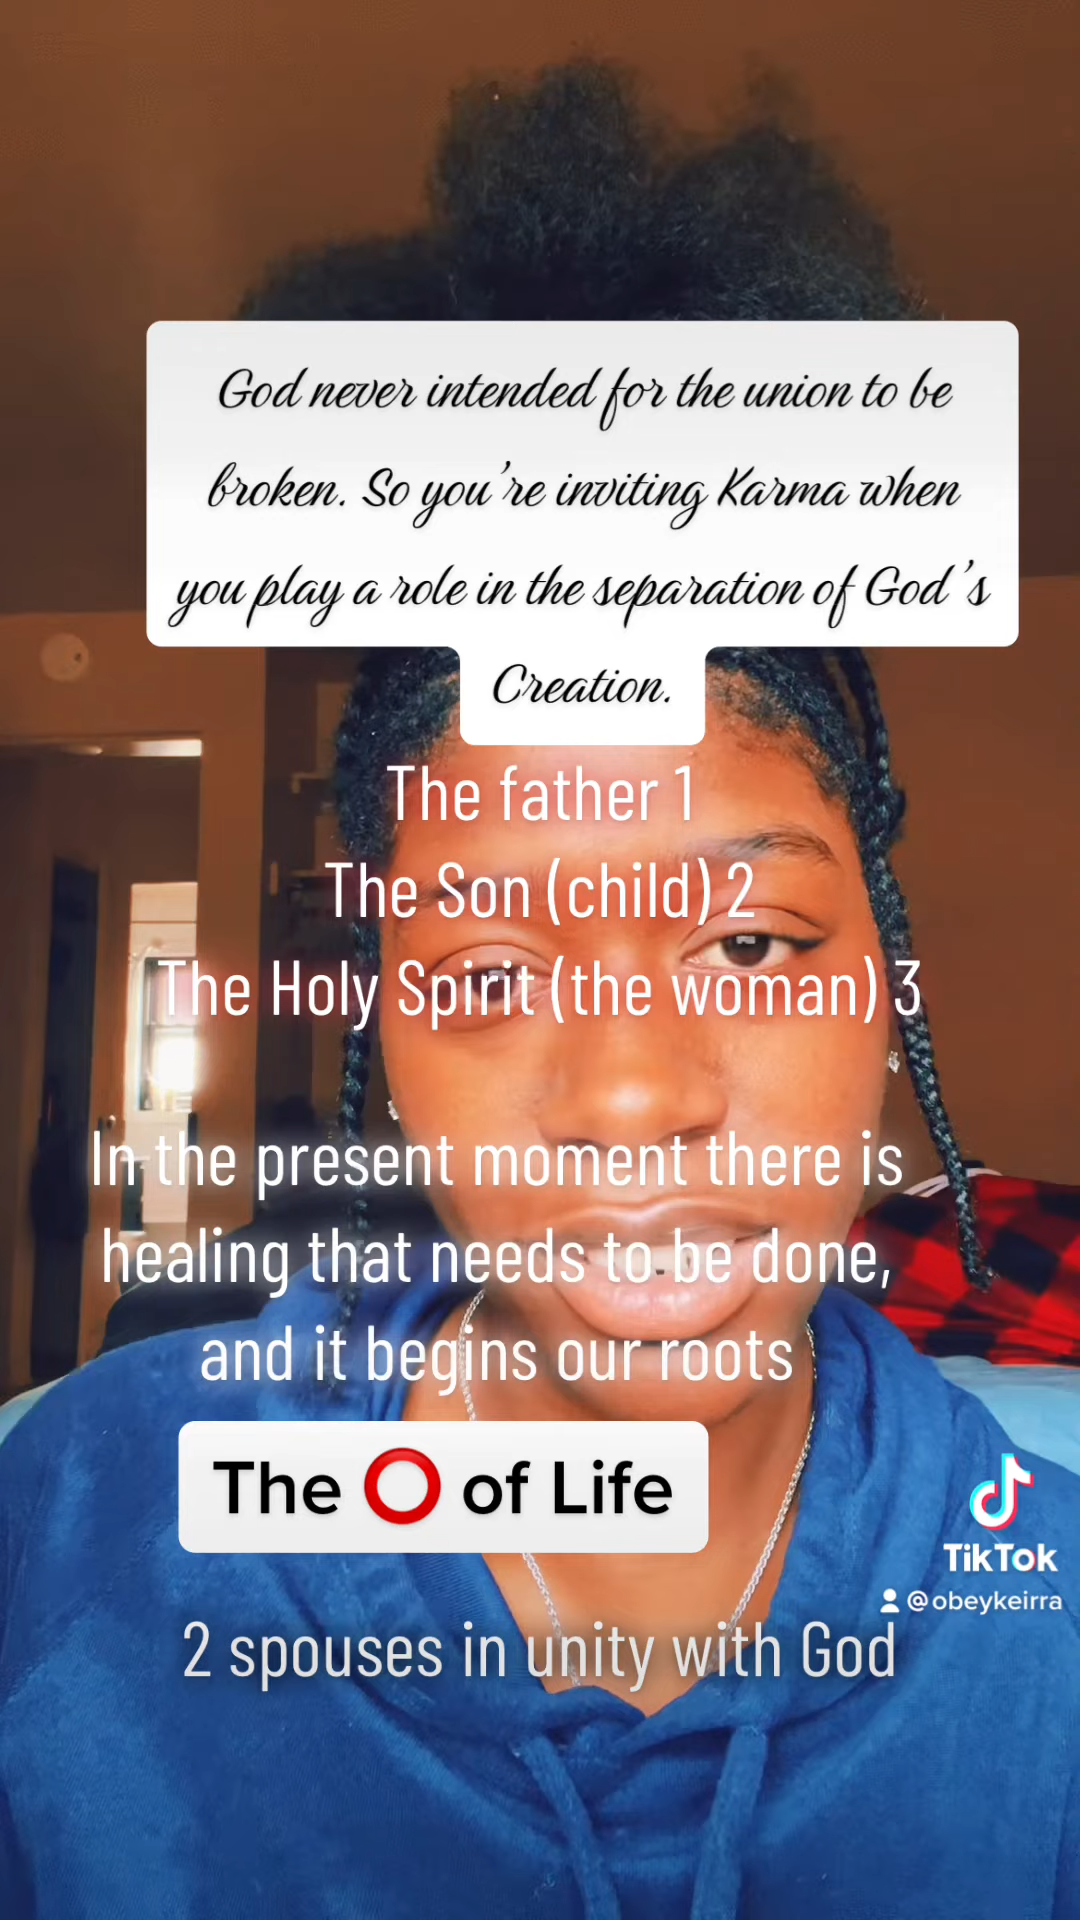 God never intended for the union to be
broken. So you're inviting Karma when
you play a role in the separation of God's
Creation.
The father 1
The Son (child) 2
The Holy Spirit (the woman) 3
In the present moment there is
healing that needs to be done,
and it begins our roots
The ⭕ of Life
TikTok
@obeykeirra
2 spouses in unity with God